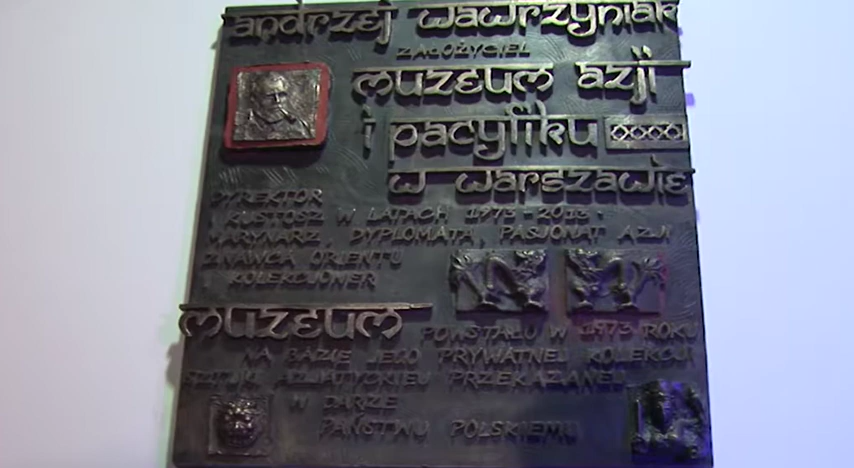 andrzej wawrzyniak
ZAŁOŻYCIEL
muzeum azji
i pacyfiku
w warszawie
DYREKTOR
I KUSTOSZ W LATACH 1973-2013
MARYNARZ, DYPLOMATA, PASJONAT AZJI
ZNAWCA ORIENTU
I KOLEKCJONER
muzeum POWSTAŁO W 1973 ROKU
NA BAZIE JEGO PRYWATNEJ KOLEKCJI
SZTUKI AZJATYCKIEJ PRZEKAZANEJ
W DARZE
PAŃSTWU POLSKIEMU